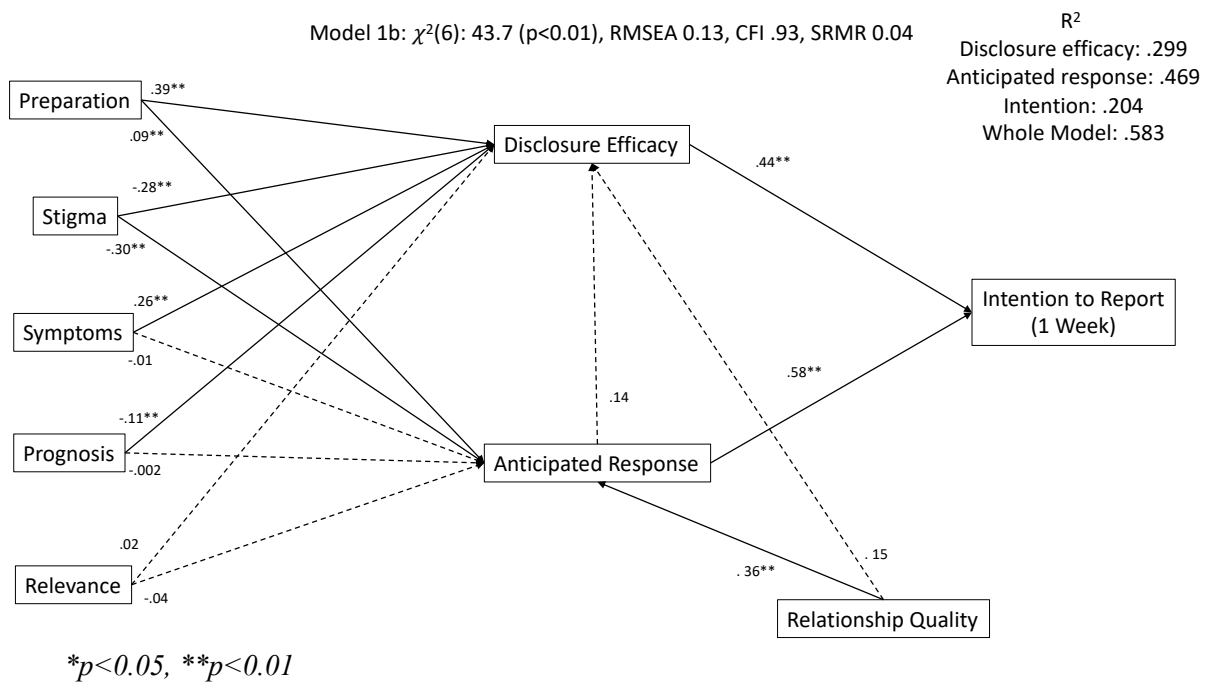 Model 1b: χ²(6): 43.7 (p<0.01), RMSEA 0.13, CFI .93, SRMR 0.04
R²
Disclosure efficacy: .299
Anticipated response: .469
Intention: .204
Whole Model: .583
Preparation
.39**
.09**
Disclosure Efficacy
.44**
-.28**
Stigma
-.30**
.26**
Symptoms
-.01
Intention to Report
(1 Week)
.14
.58**
-.11**
Prognosis
-.002
Anticipated Response
.02
Relevance
-.04
. 15
. 36**
Relationship Quality
*p<0.05, **p<0.01